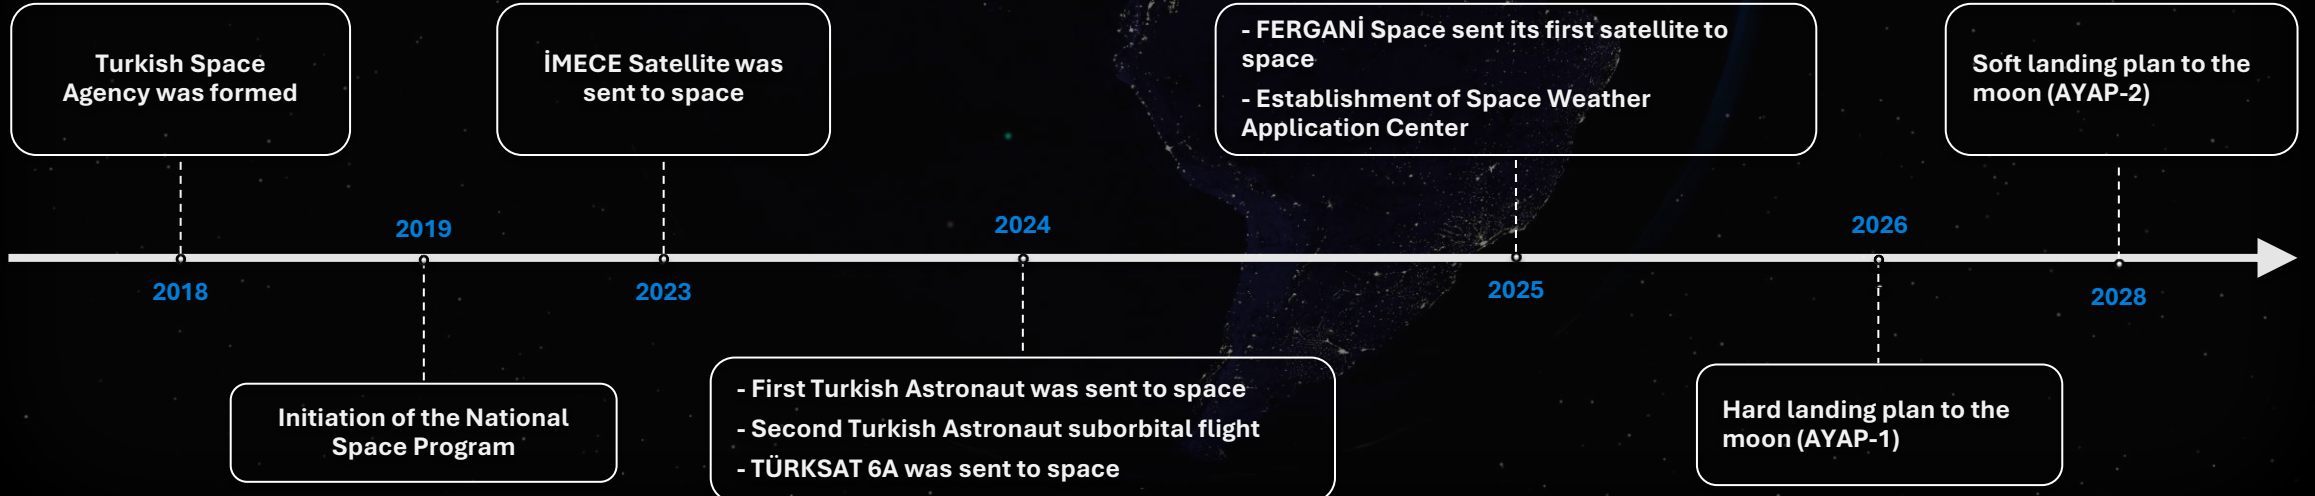 Turkish Space
Agency was formed
İMECE Satellite was
sent to space
- FERGANİ Space sent its first satellite to
space
- Establishment of Space Weather
Application Center
Soft landing plan to the
moon (AYAP-2)
2019
2024
2026
2018
2023
2025
2028
Initiation of the National
Space Program
- First Turkish Astronaut was sent to space
- Second Turkish Astronaut suborbital flight
- TÜRKSAT 6A was sent to space
Hard landing plan to the
moon (AYAP-1)